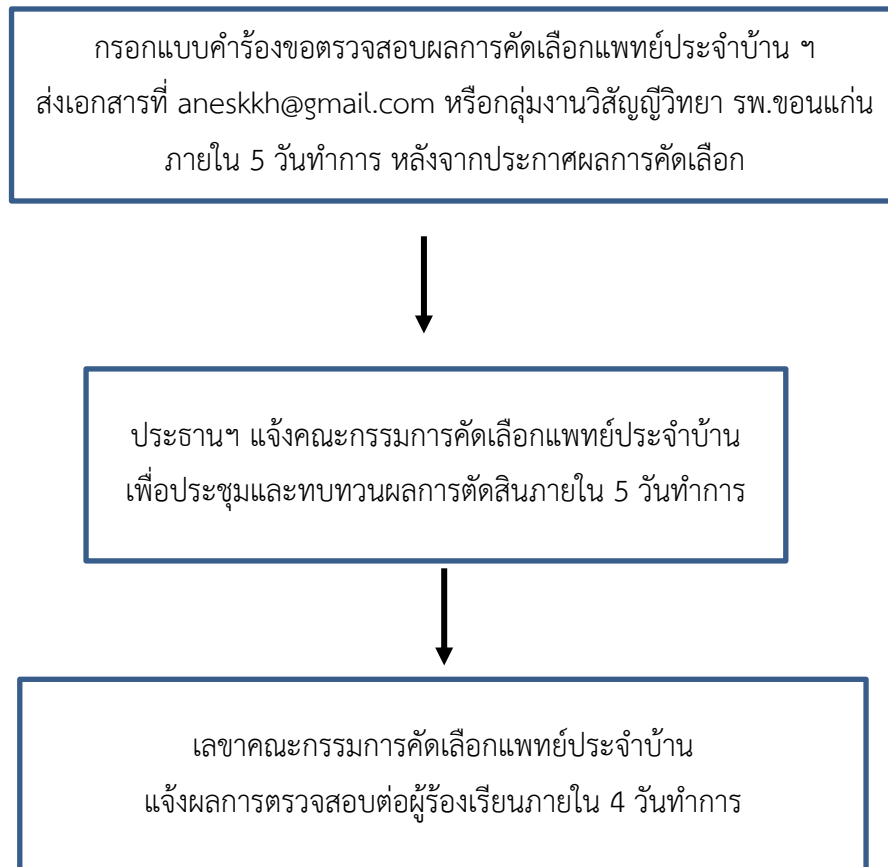 กรอกแบบคำร้องขอตรวจสอบผลการคัดเลือกแพทย์ประจำบ้าน ฯ
ส่งเอกสารที่ aneskkh@gmail.com หรือกลุ่มงานวิสัญญีวิทยา รพ.ขอนแก่น
ภายใน 5 วันทำการ หลังจากประกาศผลการคัดเลือก
ประธานฯ แจ้งคณะกรรมการคัดเลือกแพทย์ประจำบ้าน
เพื่อประชุมและทบทวนผลการตัดสินภายใน 5 วันทำการ
เลขาคณะกรรมการคัดเลือกแพทย์ประจำบ้าน
แจ้งผลการตรวจสอบต่อผู้ร้องเรียนภายใน 4 วันทำการ